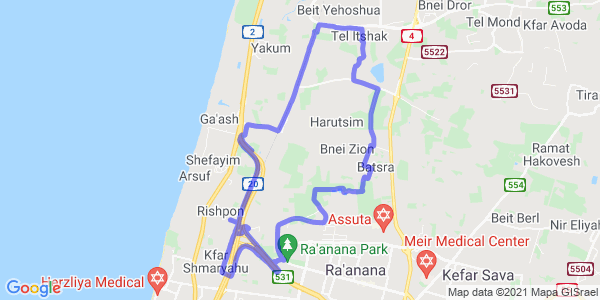 Beit Yehoshua
Bnei Dror
553
Tel Mond
Kfar Avoda
2
Tel Itshak
4
Yakum
5522
5531
Tira
Ga'ash
Harutsim
Bnei Zion
Ramat
Hakovesh
Shefayim
Arsuf
Batsra
20
554
Rishpon
Assuta
Beit Berl
Nir Eliyah
Kfar
Shmaryahu
Ra'anana Park
Meir Medical Center
5504
Herzliya Medical
531
Ra'anana
Kefar Sava
Google
Map data ©2021 Mapa GISrael